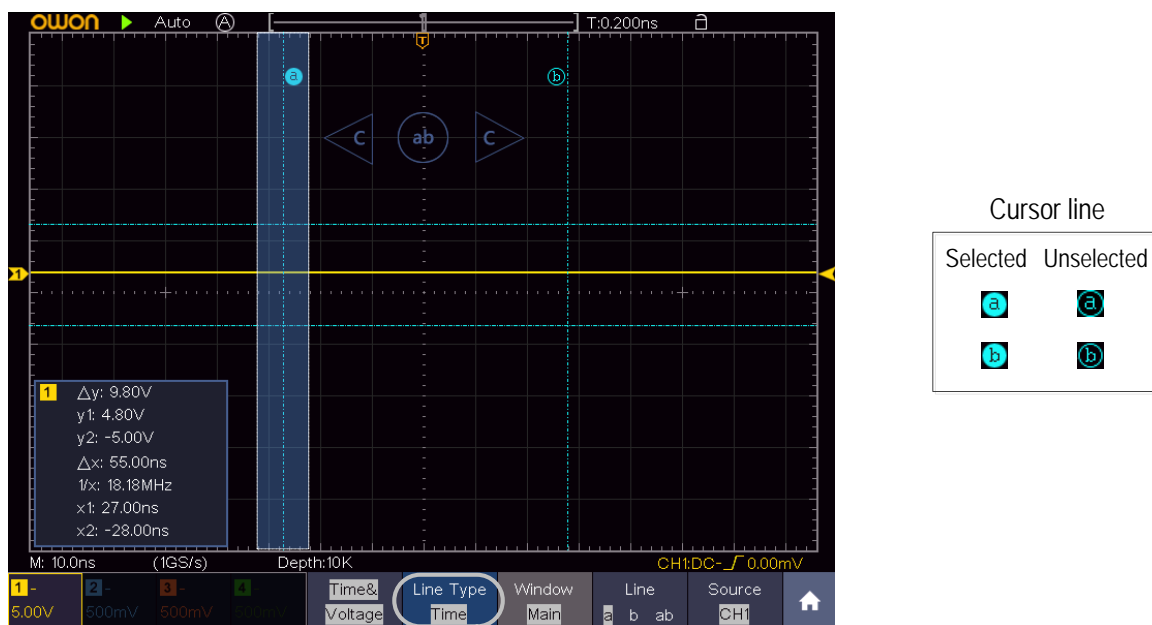 OWON Auto A T T:0.200ns
T
a b
C ab C
1
1 △y: 9.80V
y1: 4.80V
y2: -5.00V
△x: 55.00ns
1/x: 18.18MHz
x1: 27.00ns
x2: -28.00ns
M: 10.0ns (1GS/s) Depth:10K CH1:DC- 0.00mV
1 - 2 - 3 - 4 - Time& Line Type Window Line Source
5.00V 500mV 500mV 500mV Voltage Time Main a b ab CH1
Cursor line
Selected Unselected
a a
b b